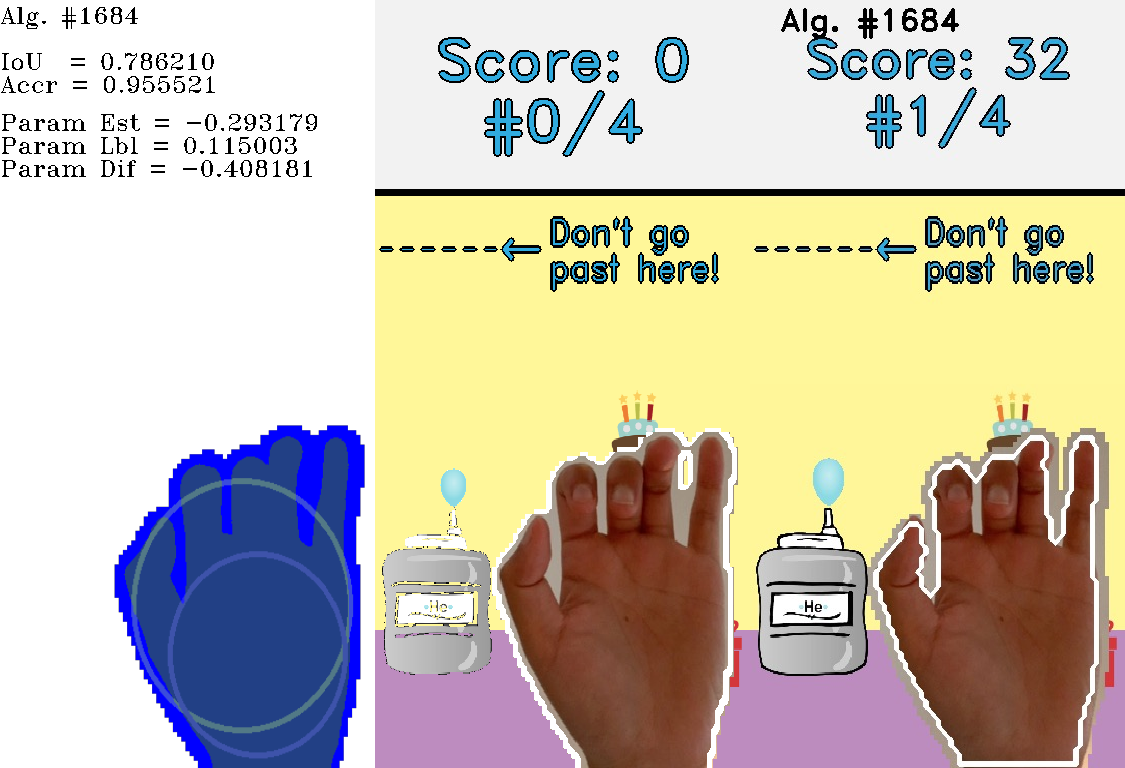 Alg. #1684
IoU = 0.786210
Accr = 0.955521
Param Est = −0.293179
Param Lbl = 0.115003
Param Dif = −0.408181
Score: 0
#0/4
Don't go
past here!
He
Alg. #1684
Score: 32
#1/4
Don't go
past here!
He